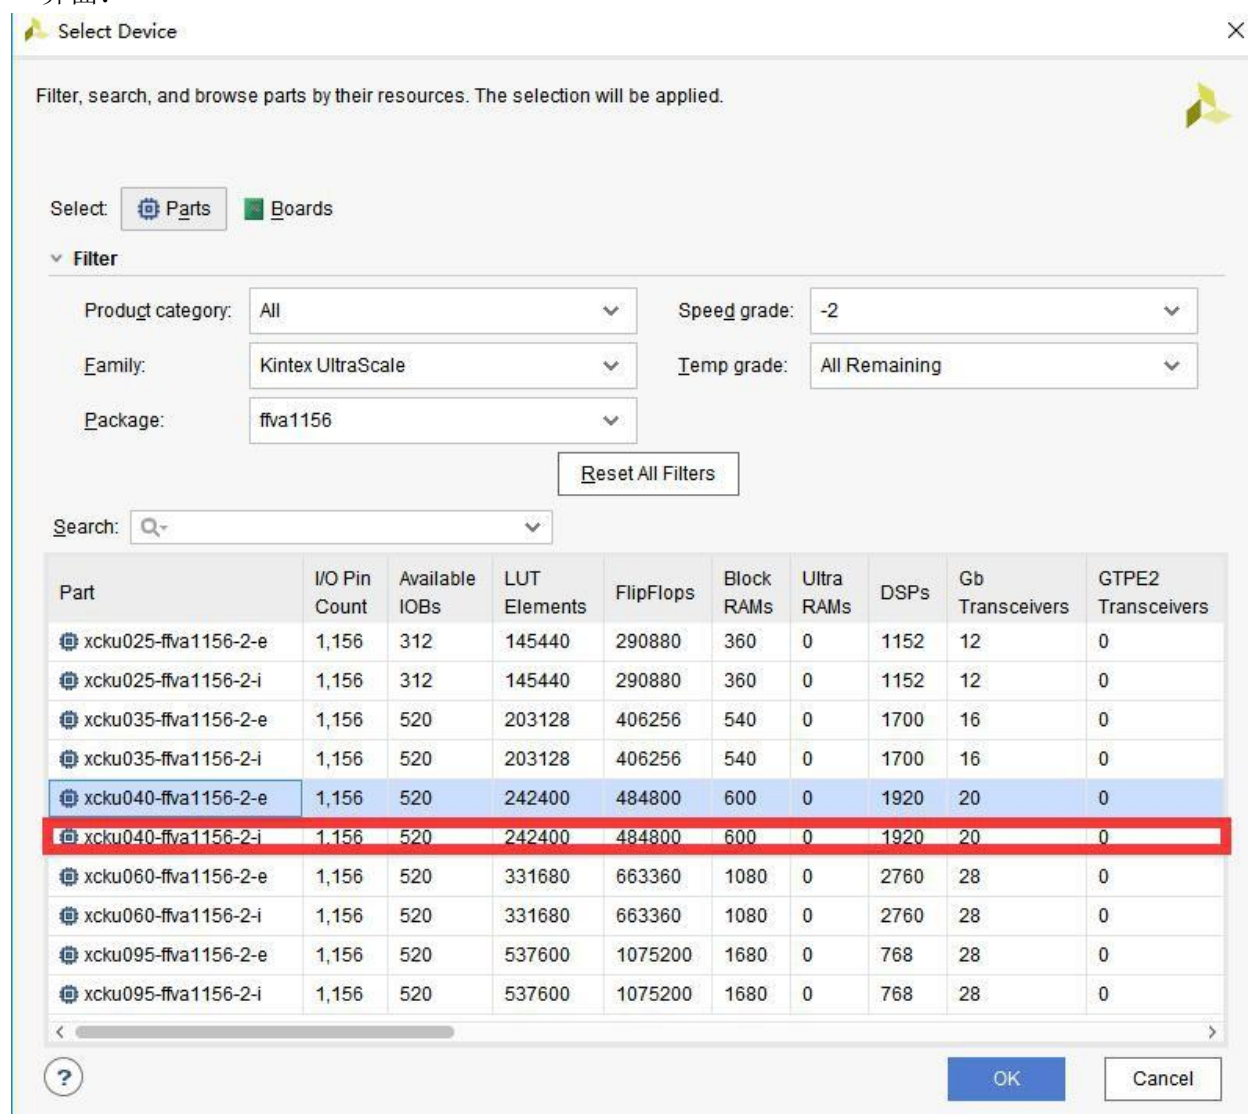 界面：
Select Device
Filter, search, and browse parts by their resources. The selection will be applied.
Select: Parts Boards
Filter
Product category: All Speed grade: -2
Family: Kintex UltraScale Temp grade: All Remaining
Package: ffva1156
Reset All Filters
Search:
Part I/O Pin Count Available IOBs LUT Elements FlipFlops Block RAMs Ultra RAMs DSPs Gb Transceivers GTPE2 Transceivers
xcku025-ffva1156-2-e 1,156 312 145440 290880 360 0 1152 12 0
xcku025-ffva1156-2-i 1,156 312 145440 290880 360 0 1152 12 0
xcku035-ffva1156-2-e 1,156 520 203128 406256 540 0 1700 16 0
xcku035-ffva1156-2-i 1,156 520 203128 406256 540 0 1700 16 0
xcku040-ffva1156-2-e 1,156 520 242400 484800 600 0 1920 20 0
xcku040-ffva1156-2-i 1,156 520 242400 484800 600 0 1920 20 0
xcku060-ffva1156-2-e 1,156 520 331680 663360 1080 0 2760 28 0
xcku060-ffva1156-2-i 1,156 520 331680 663360 1080 0 2760 28 0
xcku095-ffva1156-2-e 1,156 520 537600 1075200 1680 0 768 28 0
xcku095-ffva1156-2-i 1,156 520 537600 1075200 1680 0 768 28 0
? OK Cancel